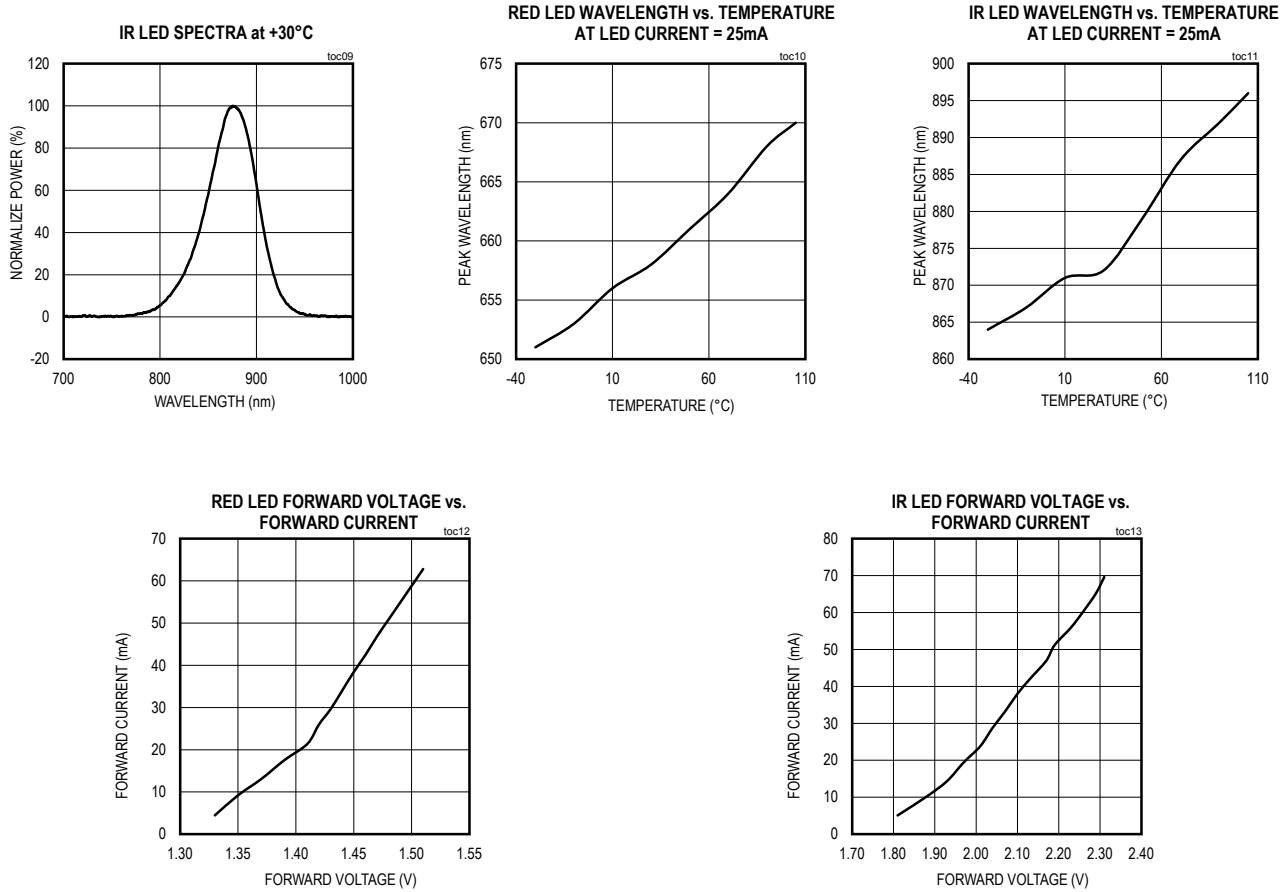 IR LED SPECTRA at +30°C
toc09
120
100
80
60
40
20
0
-20
NORMALIZE POWER (%)
700 800 900 1000
WAVELENGTH (nm)
RED LED WAVELENGTH vs. TEMPERATURE
AT LED CURRENT = 25mA
toc10
675
670
665
660
655
650
PEAK WAVELENGTH (nm)
-40 10 60 110
TEMPERATURE (°C)
IR LED WAVELENGTH vs. TEMPERATURE
AT LED CURRENT = 25mA
toc11
900
895
890
885
880
875
870
865
860
PEAK WAVELENGTH (nm)
-40 10 60 110
TEMPERATURE (°C)
RED LED FORWARD VOLTAGE vs.
FORWARD CURRENT
toc12
70
60
50
40
30
20
10
0
FORWARD CURRENT (mA)
1.30 1.35 1.40 1.45 1.50 1.55
FORWARD VOLTAGE (V)
IR LED FORWARD VOLTAGE vs.
FORWARD CURRENT
toc13
80
70
60
50
40
30
20
10
0
FORWARD CURRENT (mA)
1.70 1.80 1.90 2.00 2.10 2.20 2.30 2.40
FORWARD VOLTAGE (V)